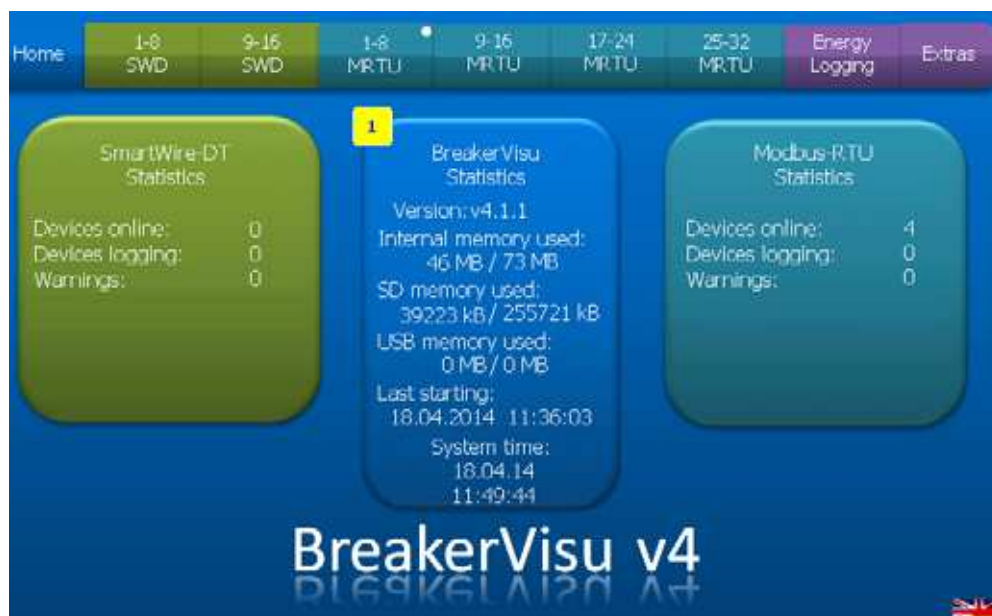 Home
1-8
SWD
9-16
SWD
1-8
MRTU
9-16
MRTU
17-24
MRTU
25-32
MRTU
Energy
Logging
Extras
SmartWire-DT
Statistics
Devices online: 0
Devices logging: 0
Warnings: 0
1
BreakerVisu
Statistics
Version: v4.1.1
Internal memory used:
46 MB / 73 MB
SD memory used:
39223 kB / 255721 kB
USB memory used:
0 MB / 0 MB
Last starting:
18.04.2014 11:36:03
System time:
18.04.14
11:49:44
Modbus-RTU
Statistics
Devices online: 4
Devices logging: 0
Warnings: 0
BreakerVisu v4